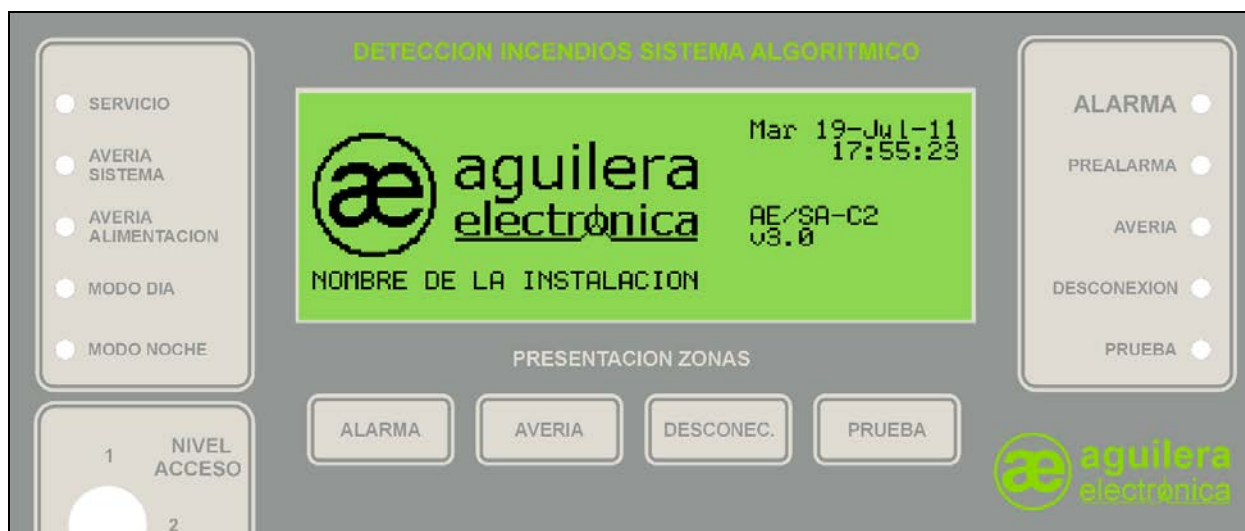 DETECCION INCENDIOS SISTEMA ALGORITMICO
SERVICIO
AVERIA
SISTEMA
AVERIA
ALIMENTACION
MODO DIA
MODO NOCHE
Mar 19-Jul-11
17:55:23
æ aguilera
electrónica
AE/SA-C2
v3.0
NOMBRE DE LA INSTALACION
ALARMA
PREALARMA
AVERIA
DESCONEXION
PRUEBA
PRESENTACION ZONAS
ALARMA
AVERIA
DESCONEC.
PRUEBA
1
NIVEL
ACCESO
2
æ aguilera
electrónica